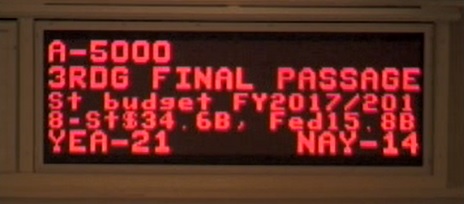 A-5000
3RDG FINAL PASSAGE
St budget FY2017/201
8-St$34.6B, Fed15.8B
YEA-21 NAY-14